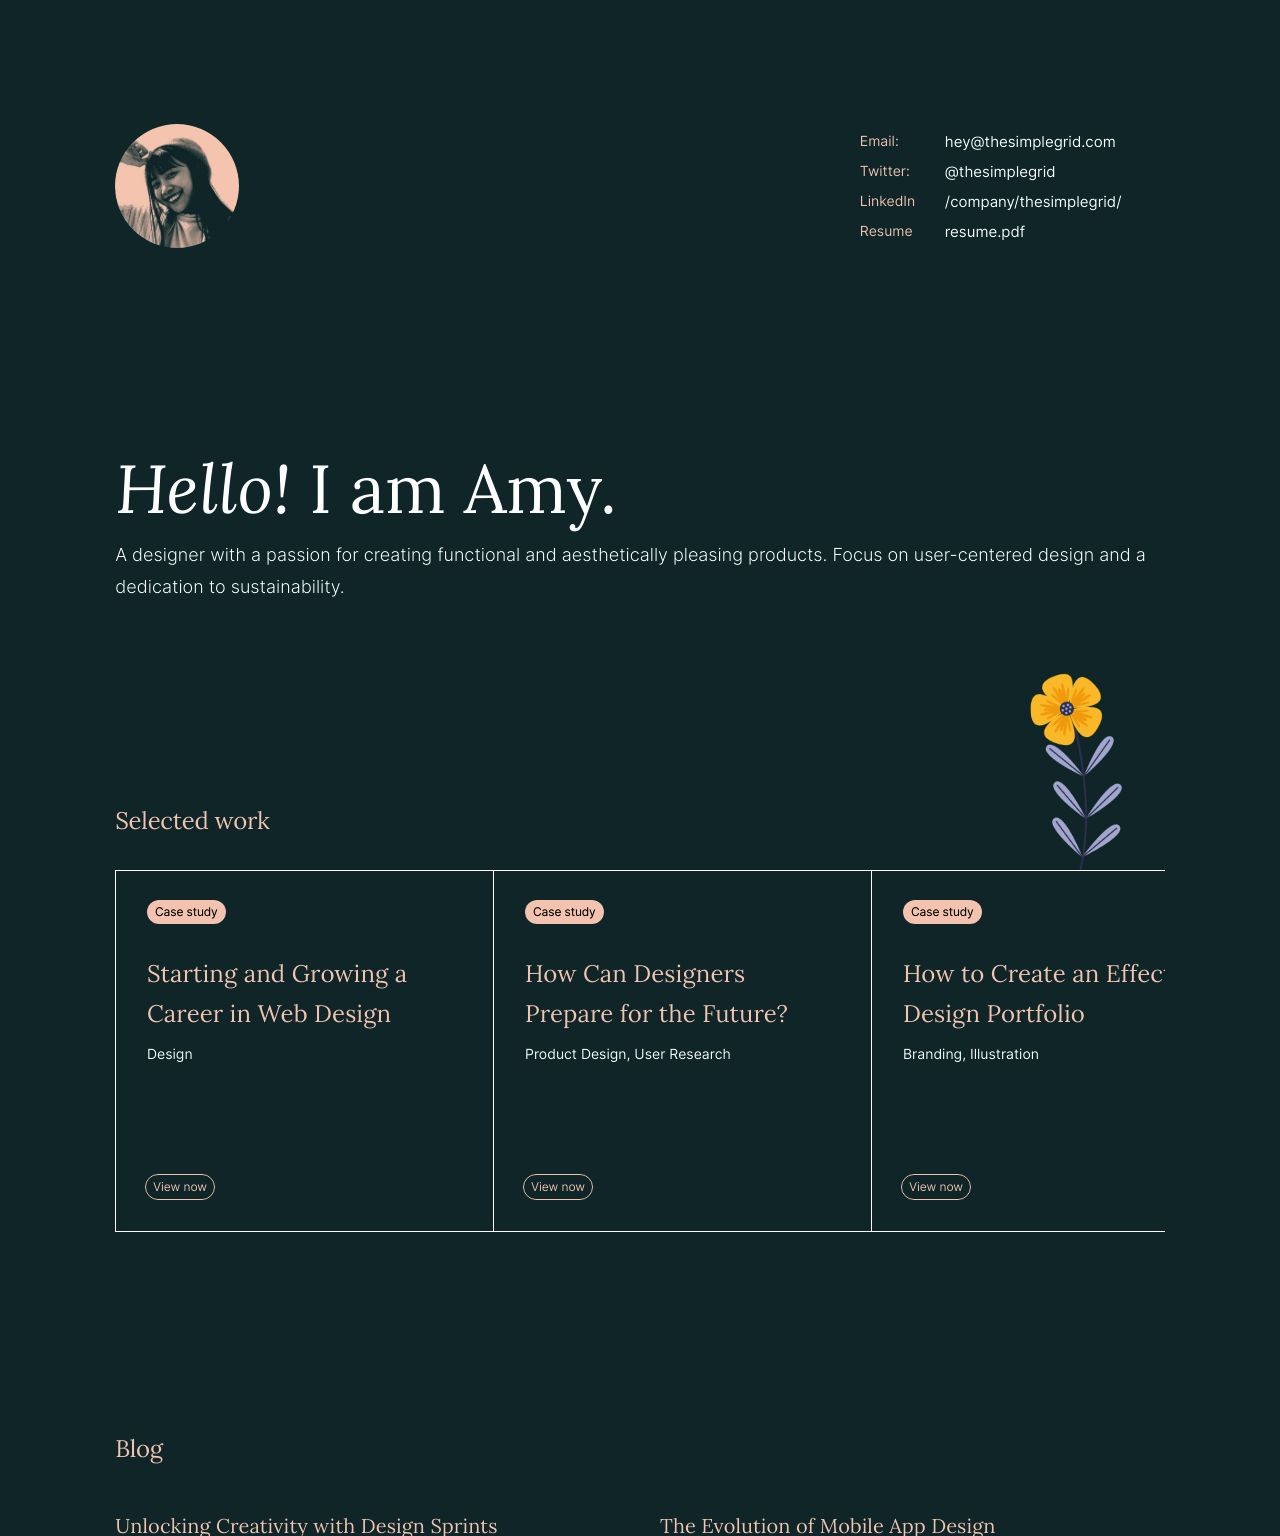 Email: hey@thesimplegrid.com
Twitter: @thesimplegrid
LinkedIn /company/thesimplegrid/
Resume resume.pdf
Hello! I am Amy.
A designer with a passion for creating functional and aesthetically pleasing products. Focus on user-centered design and a
dedication to sustainability.
Selected work
Case study
Starting and Growing a
Career in Web Design
Design
View now
Case study
How Can Designers
Prepare for the Future?
Product Design, User Research
View now
Case study
How to Create an Effec
Design Portfolio
Branding, Illustration
View now
Blog
Unlocking Creativity with Design Sprints
The Evolution of Mobile App Design